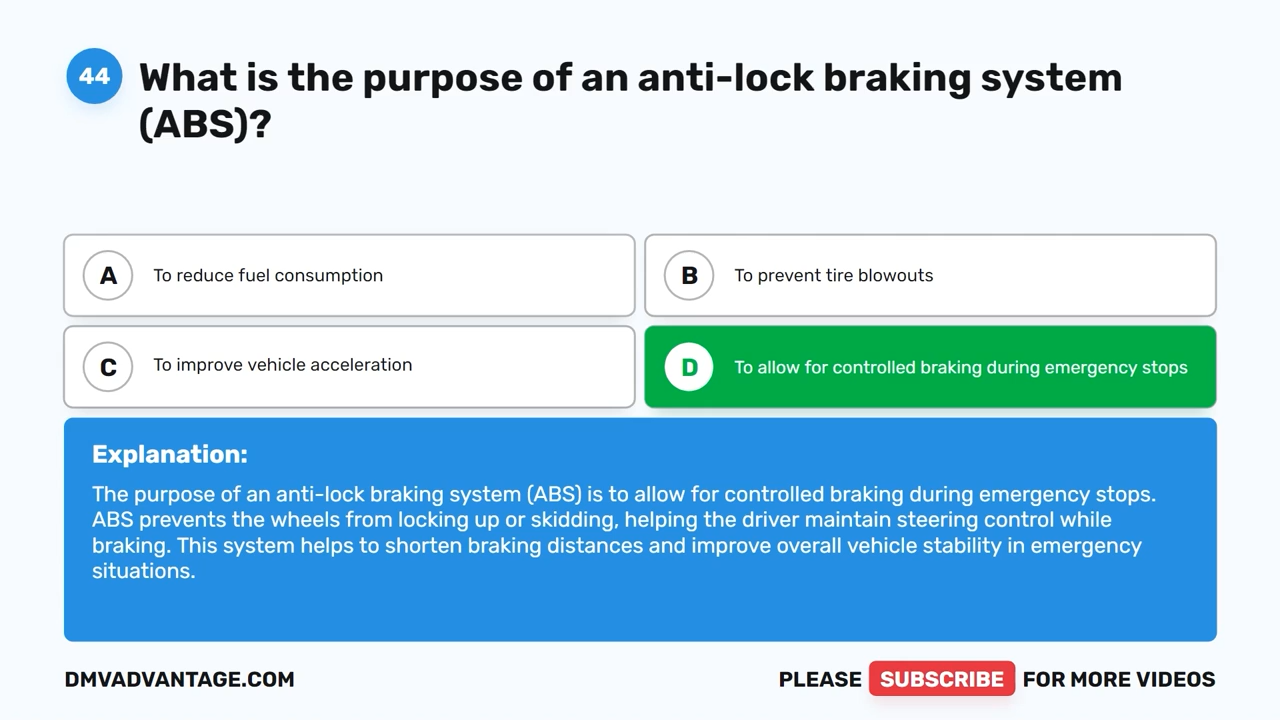 44
What is the purpose of an anti-lock braking system
(ABS)?
A To reduce fuel consumption
B To prevent tire blowouts
C To improve vehicle acceleration
D To allow for controlled braking during emergency stops
Explanation:
The purpose of an anti-lock braking system (ABS) is to allow for controlled braking during emergency stops.
ABS prevents the wheels from locking up or skidding, helping the driver maintain steering control while
braking. This system helps to shorten braking distances and improve overall vehicle stability in emergency
situations.
DMVADVANTAGE.COM
PLEASE SUBSCRIBE FOR MORE VIDEOS